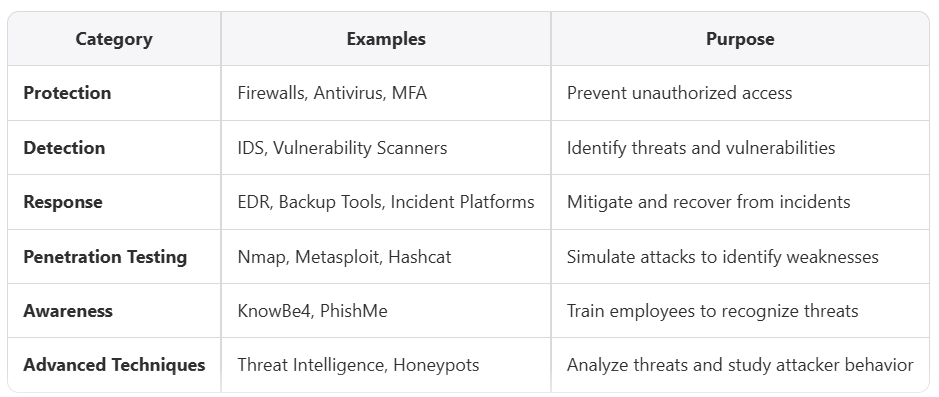 Category Examples Purpose
Protection Firewalls, Antivirus, MFA Prevent unauthorized access
Detection IDS, Vulnerability Scanners Identify threats and vulnerabilities
Response EDR, Backup Tools, Incident Platforms Mitigate and recover from incidents
Penetration Testing Nmap, Metasploit, Hashcat Simulate attacks to identify weaknesses
Awareness KnowBe4, PhishMe Train employees to recognize threats
Advanced Techniques Threat Intelligence, Honeypots Analyze threats and study attacker behavior